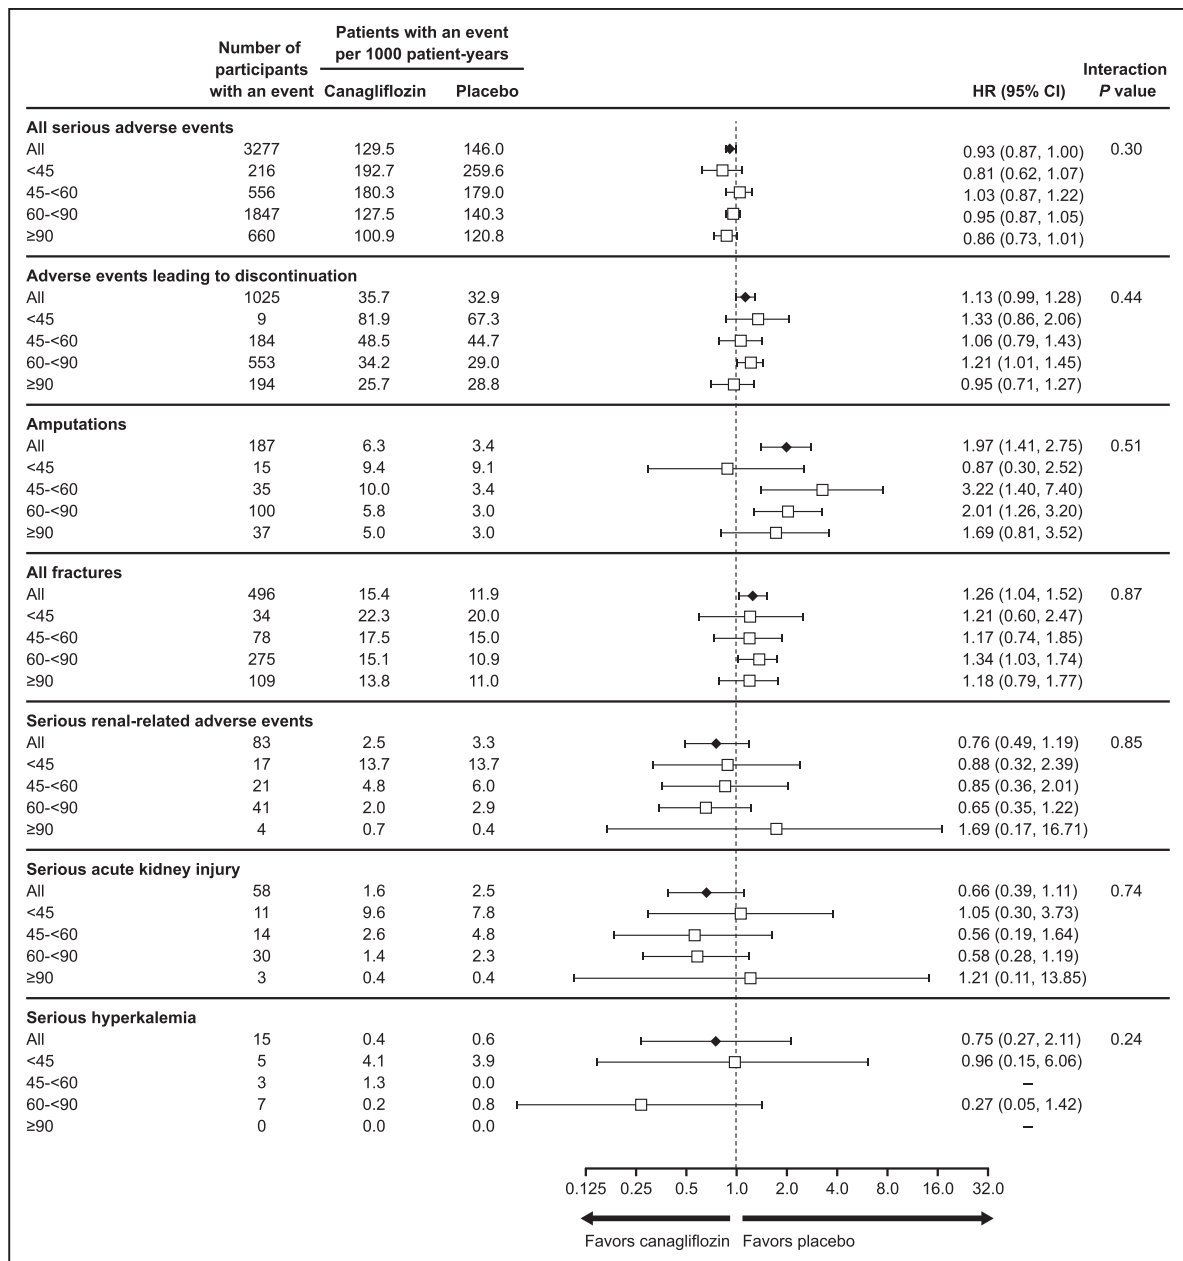 Patients with an event
per 1000 patient-years
Number of
participants
with an event Canagliflozin Placebo HR (95% CI) Interaction P value
All serious adverse events
All 3277 129.5 146.0 0.93 (0.87, 1.00) 0.30
<45 216 192.7 259.6 0.81 (0.62, 1.07)
45-<60 556 180.3 179.0 1.03 (0.87, 1.22)
60-<90 1847 127.5 140.3 0.95 (0.87, 1.05)
≥90 660 100.9 120.8 0.86 (0.73, 1.01)
Adverse events leading to discontinuation
All 1025 35.7 32.9 1.13 (0.99, 1.28) 0.44
<45 9 81.9 67.3 1.33 (0.86, 2.06)
45-<60 184 48.5 44.7 1.06 (0.79, 1.43)
60-<90 553 34.2 29.0 1.21 (1.01, 1.45)
≥90 194 25.7 28.8 0.95 (0.71, 1.27)
Amputations
All 187 6.3 3.4 1.97 (1.41, 2.75) 0.51
<45 15 9.4 9.1 0.87 (0.30, 2.52)
45-<60 35 10.0 3.4 3.22 (1.40, 7.40)
60-<90 100 5.8 3.0 2.01 (1.26, 3.20)
≥90 37 5.0 3.0 1.69 (0.81, 3.52)
All fractures
All 496 15.4 11.9 1.26 (1.04, 1.52) 0.87
<45 34 22.3 20.0 1.21 (0.60, 2.47)
45-<60 78 17.5 15.0 1.17 (0.74, 1.85)
60-<90 275 15.1 10.9 1.34 (1.03, 1.74)
≥90 109 13.8 11.0 1.18 (0.79, 1.77)
Serious renal-related adverse events
All 83 2.5 3.3 0.76 (0.49, 1.19) 0.85
<45 17 13.7 13.7 0.88 (0.32, 2.39)
45-<60 21 4.8 6.0 0.85 (0.36, 2.01)
60-<90 41 2.0 2.9 0.65 (0.35, 1.22)
≥90 4 0.7 0.4 1.69 (0.17, 16.71)
Serious acute kidney injury
All 58 1.6 2.5 0.66 (0.39, 1.11) 0.74
<45 11 9.6 7.8 1.05 (0.30, 3.73)
45-<60 14 2.6 4.8 0.56 (0.19, 1.64)
60-<90 30 1.4 2.3 0.58 (0.28, 1.19)
≥90 3 0.4 0.4 1.21 (0.11, 13.85)
Serious hyperkalemia
All 15 0.4 0.6 0.75 (0.27, 2.11) 0.24
<45 5 4.1 3.9 0.96 (0.15, 6.06)
45-<60 3 1.3 0.0 –
60-<90 7 0.2 0.8 0.27 (0.05, 1.42)
≥90 0 0.0 0.0 –
0.125 0.25 0.5 1.0 2.0 4.0 8.0 16.0 32.0
Favors canagliflozin Favors placebo